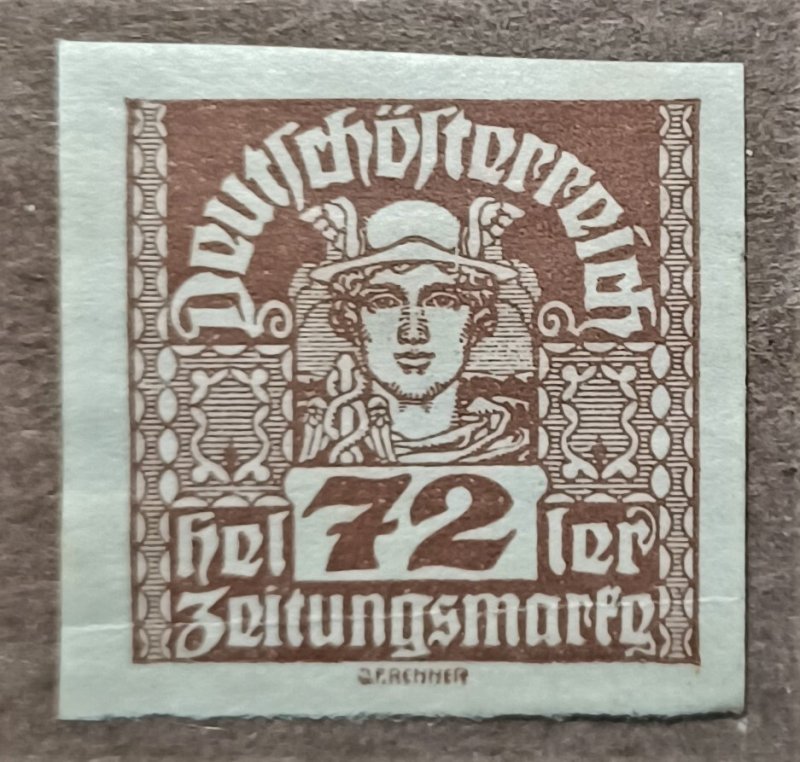 Deutschösterreich
Hel 72 ler
Zeitungsmarke
Q.F.RENNER